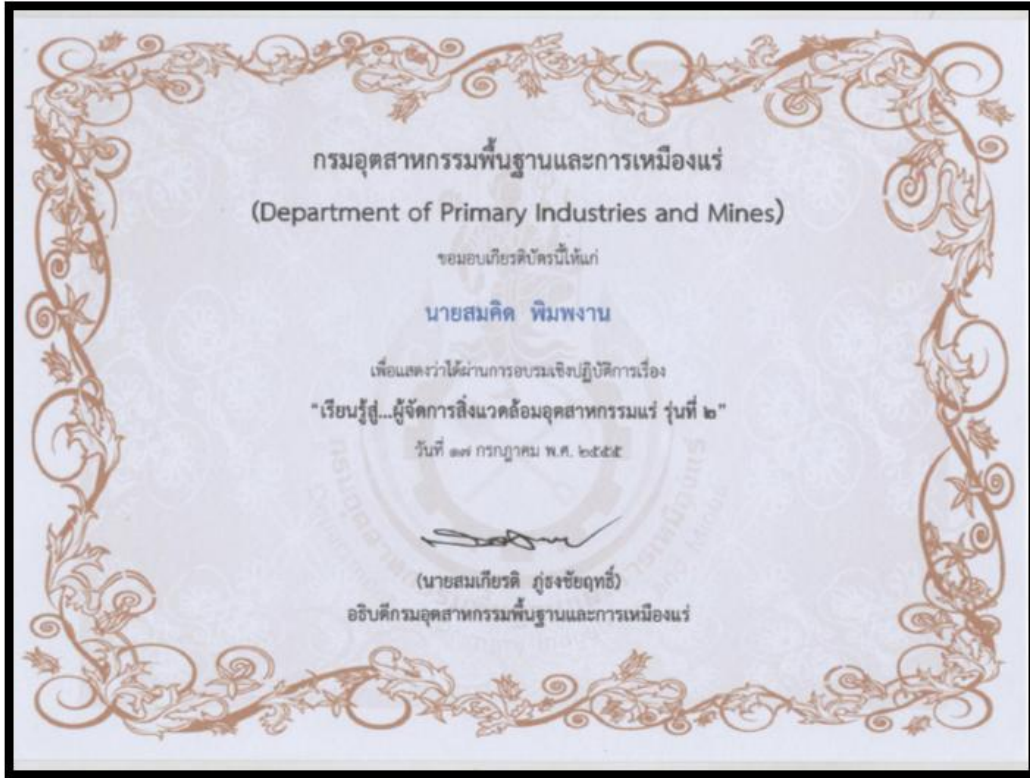 กรมอุตสาหกรรมพื้นฐานและการเหมืองแร่
(Department of Primary Industries and Mines)
ขอมอบเกียรติบัตรนี้ให้แก่
นายสมคิด พิมพงาน
เพื่อแสดงว่าได้ผ่านการอบรมเชิงปฏิบัติการเรื่อง
"เรียนรู้สู่...ผู้จัดการสิ่งแวดล้อมอุตสาหกรรมแร่ รุ่นที่ ๒"
วันที่ ๑๗ กรกฎาคม พ.ศ. ๒๕๕๕
(นายสมเกียรติ ภู่ธงชัยฤทธิ์)
อธิบดีกรมอุตสาหกรรมพื้นฐานและการเหมืองแร่